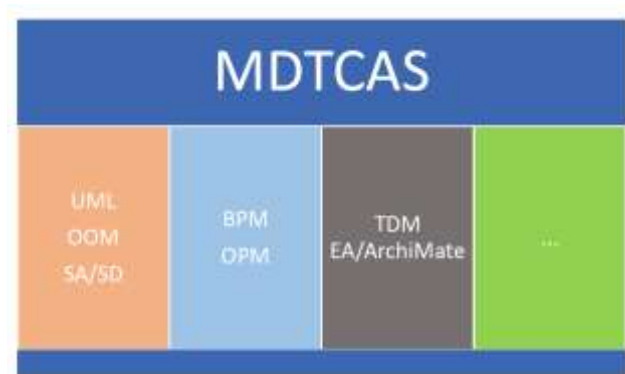 MDTCAS
UML
OOM
SA/SD
BPM
OPM
TDM
EA/ArchiMate
...